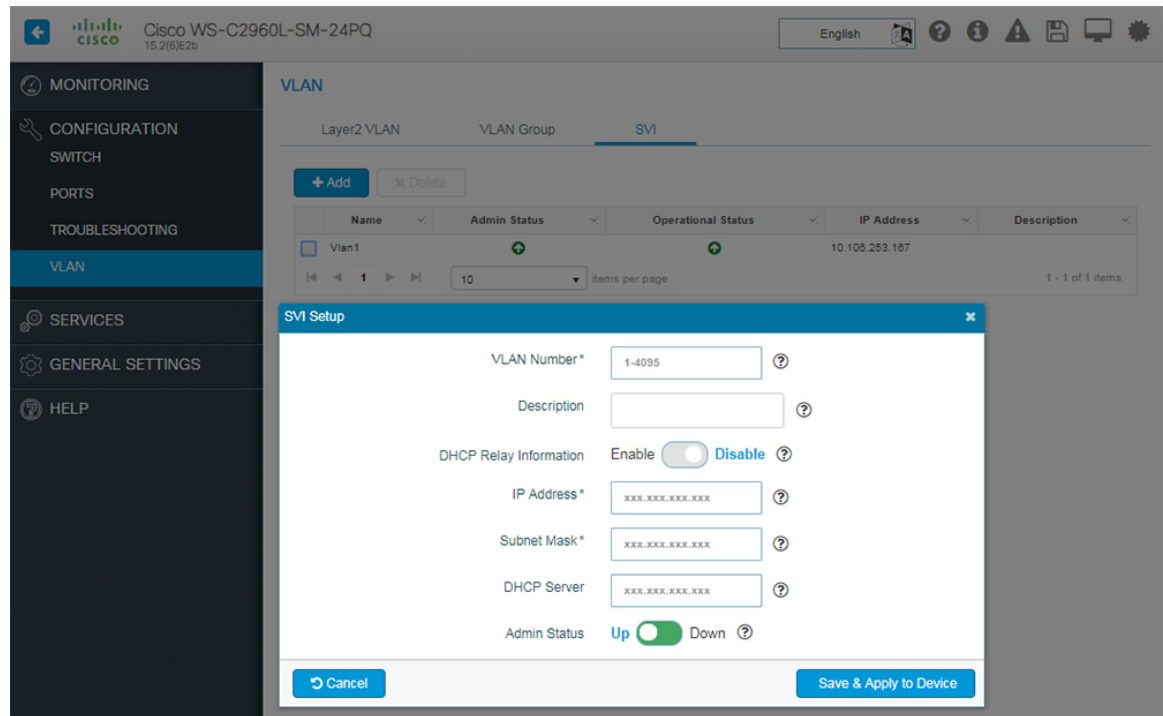 CISCO
Cisco WS-C2960L-SM-24PQ
15.2(6)E2b
English
MONITORING
CONFIGURATION
SWITCH
PORTS
TROUBLESHOOTING
VLAN
SERVICES
GENERAL SETTINGS
HELP
VLAN
Layer2 VLAN VLAN Group SVI
Add Delete
Name Admin Status Operational Status IP Address Description
Vlan1 10.106.253.167
1 10 items per page 1 - 1 of 1 items
SVI Setup
VLAN Number* 1-4095
Description
DHCP Relay Information Enable Disable
IP Address* xxx.xxx.xxx.xxx
Subnet Mask* xxx.xxx.xxx.xxx
DHCP Server xxx.xxx.xxx.xxx
Admin Status Up Down
Cancel Save & Apply to Device